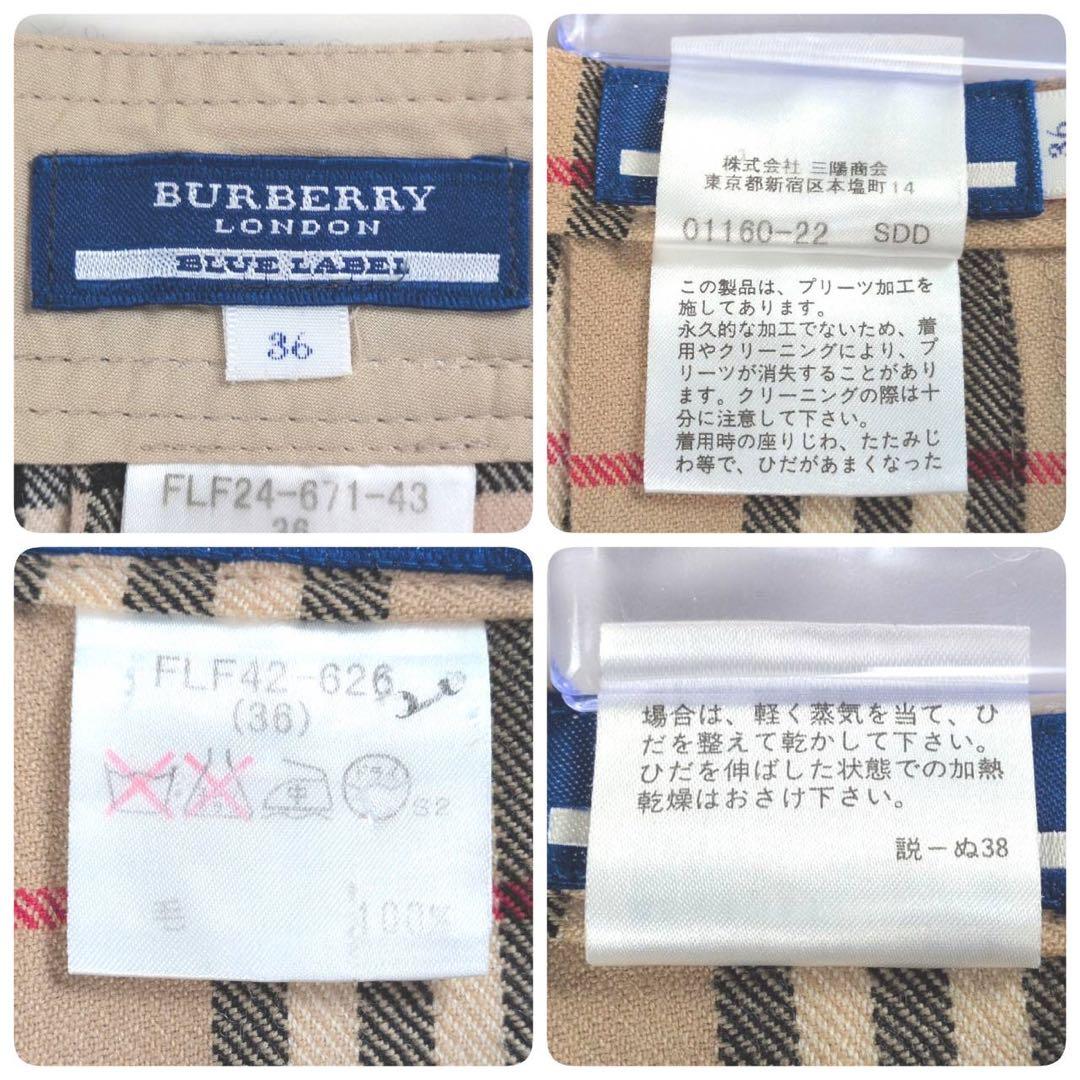 BURBERRY
LONDON
BLUE LABEL
36
FLF24-671-43
36
株式会社 三陽商会
東京都新宿区本塩町14
01160-22 SDD
36
この製品は、プリーツ加工を
施してあります。
永久的な加工でないため、着
用やクリーニングにより、プ
リーツが消失することがあり
ます。クリーニングの際は十
分に注意して下さい。
着用時の座りじわ、たたみじ
わ等で、ひだがあまくなった
FLF42-626
(36)
中
ドライ
S2
毛 100%
場合は、軽く蒸気を当て、ひ
だを整えて乾かして下さい。
ひだを伸ばした状態での加熱
乾燥はおさけ下さい。
説ーぬ38